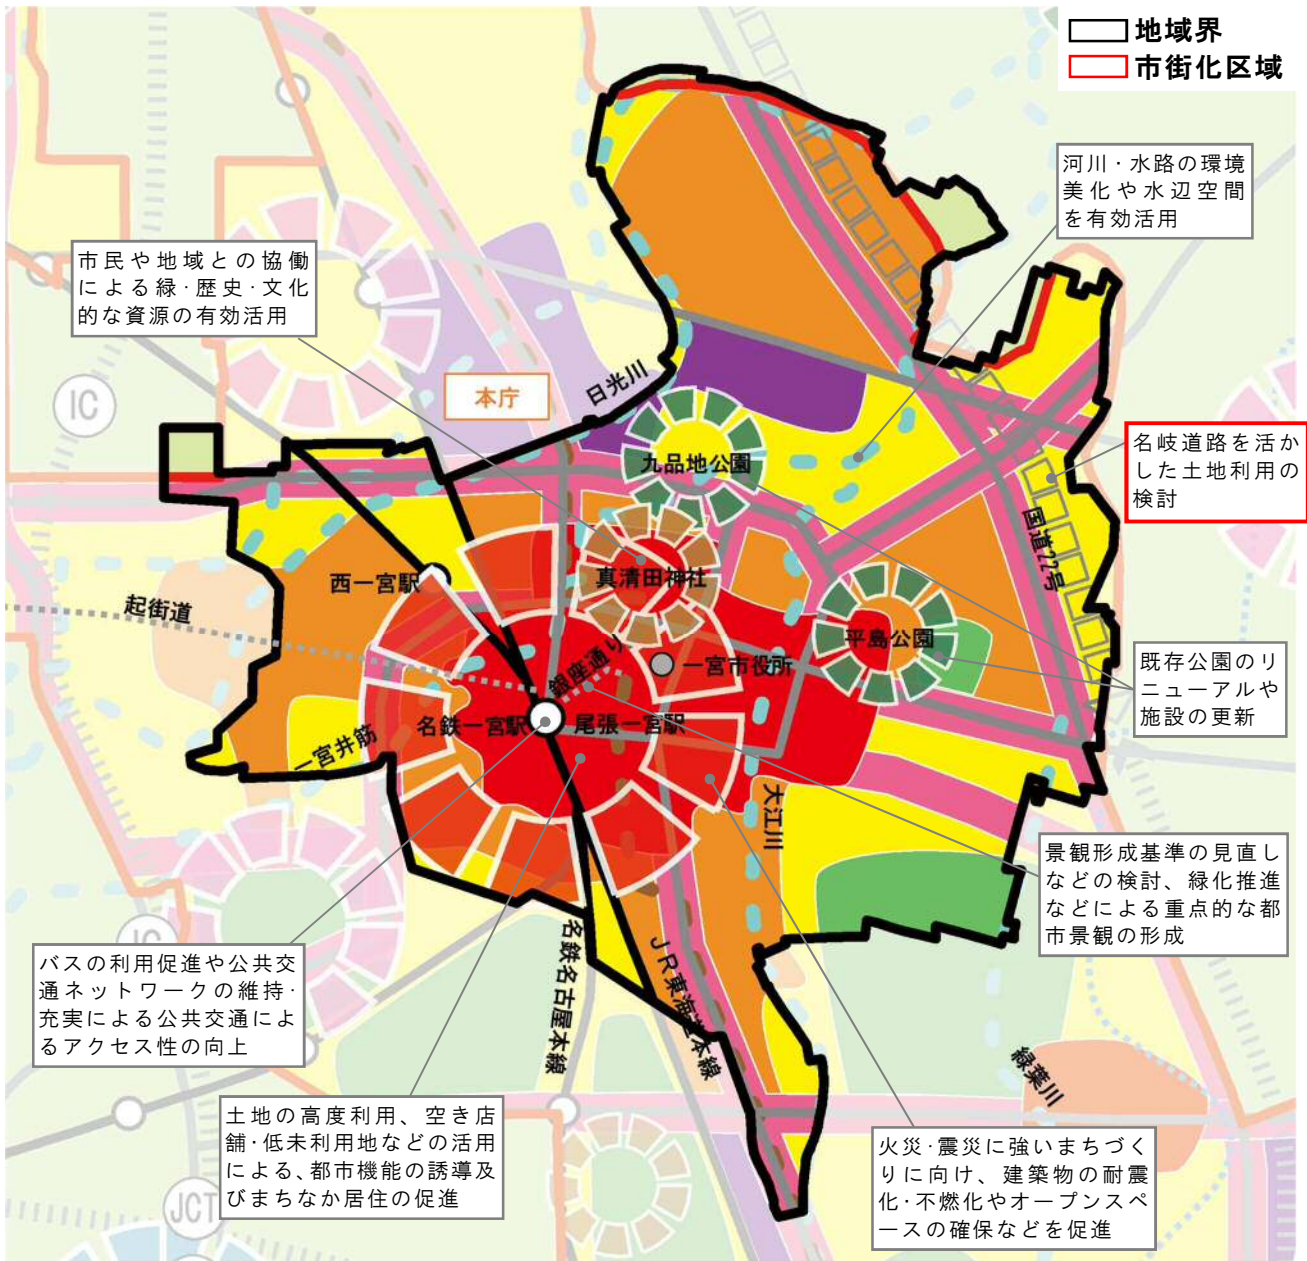 地域界
市街化区域
河川・水路の環境
美化や水辺空間
を有効活用
市民や地域との協働
による緑・歴史・文化
的な資源の有効活用
本庁
日光川
IC
九品地公園
名岐道路を活か
した土地利用の
検討
国道22号
西一宮駅
真清田神社
起街道
平島公園
銀座通り
一宮市役所
既存公園のリ
ニューアルや
施設の更新
名鉄一宮駅
尾張一宮駅
一宮井筋
大江川
景観形成基準の見直し
などの検討、緑化推進
などによる重点的な都
市景観の形成
IC
バスの利用促進や公共交
通ネットワークの維持・
充実による公共交通によ
るアクセス性の向上
名鉄名古屋本線
JR東海道本線
緑葉川
土地の高度利用、空き店
舗・低未利用地などの活用
による、都市機能の誘導及
びまちなか居住の促進
火災・震災に強いまちづく
りに向け、建築物の耐震
化・不燃化やオープンスペ
ースの確保などを促進
JCT